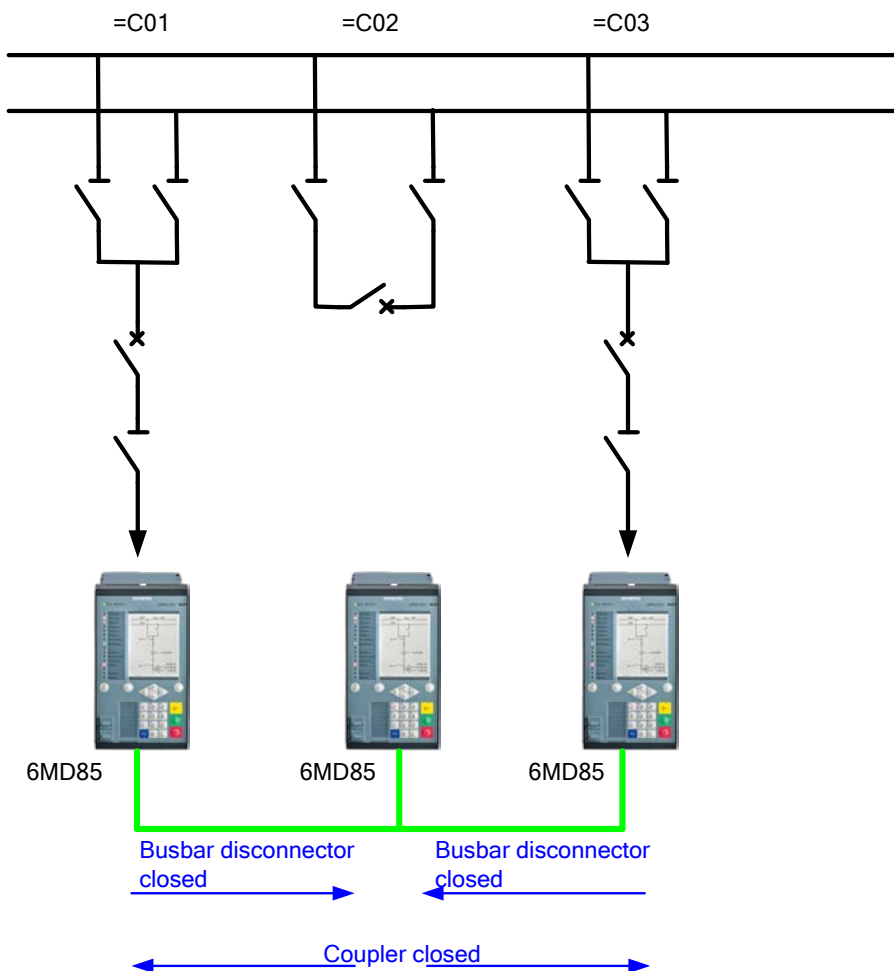 =C01 =C02 =C03
6MD85 6MD85 6MD85
Busbar disconnector
closed
Busbar disconnector
closed
Coupler closed